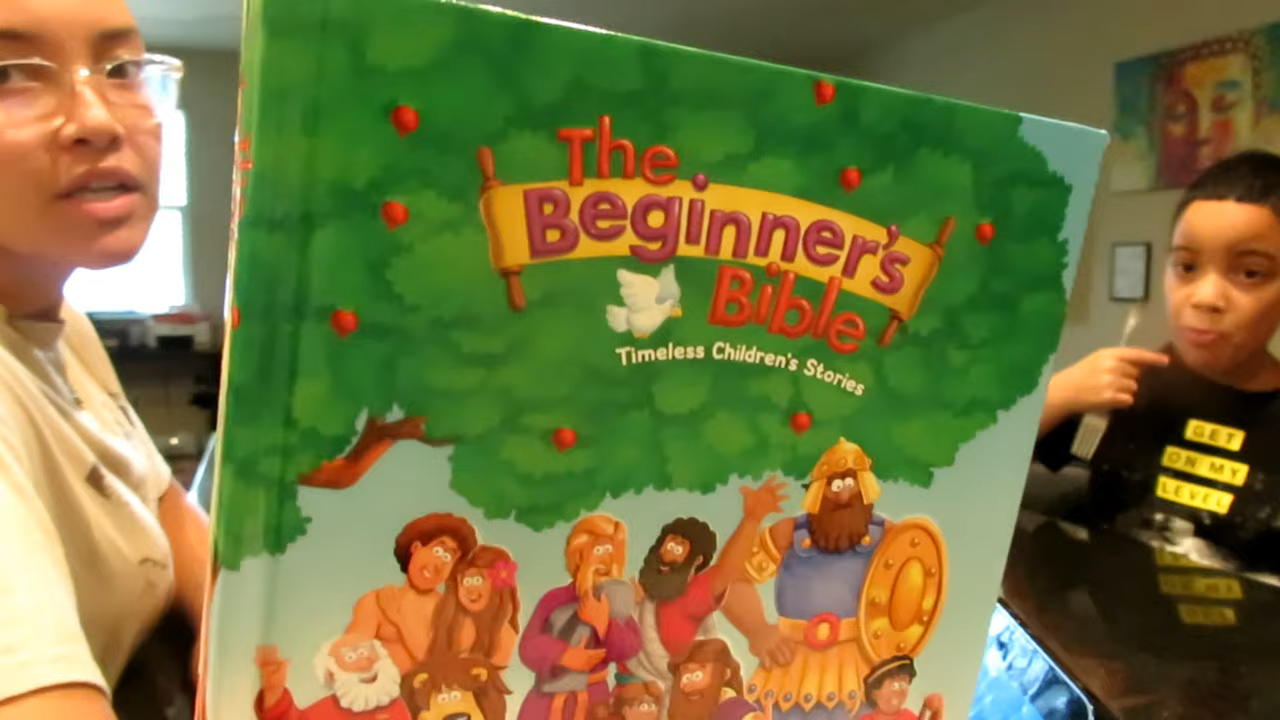 The
Beginner's
Bible
Timeless Children's Stories
GET
ON MY
LEVEL